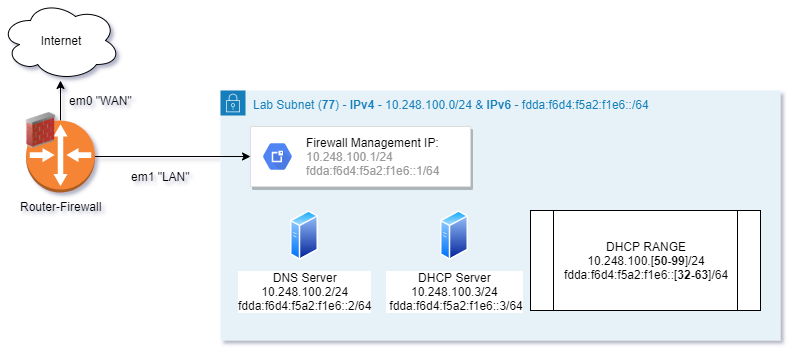 Internet
em0 "WAN"
Lab Subnet (77) - IPv4 - 10.248.100.0/24 & IPv6 - fdda:f6d4:f5a2:f1e6::/64
Firewall Management IP:
10.248.100.1/24
fdda:f6d4:f5a2:f1e6::1/64
em1 "LAN"
Router-Firewall
DNS Server
10.248.100.2/24
fdda:f6d4:f5a2:f1e6::2/64
DHCP Server
10.248.100.3/24
fdda:f6d4:f5a2:f1e6::3/64
DHCP RANGE
10.248.100.[50-99]/24
fdda:f6d4:f5a2:f1e6::[32-63]/64